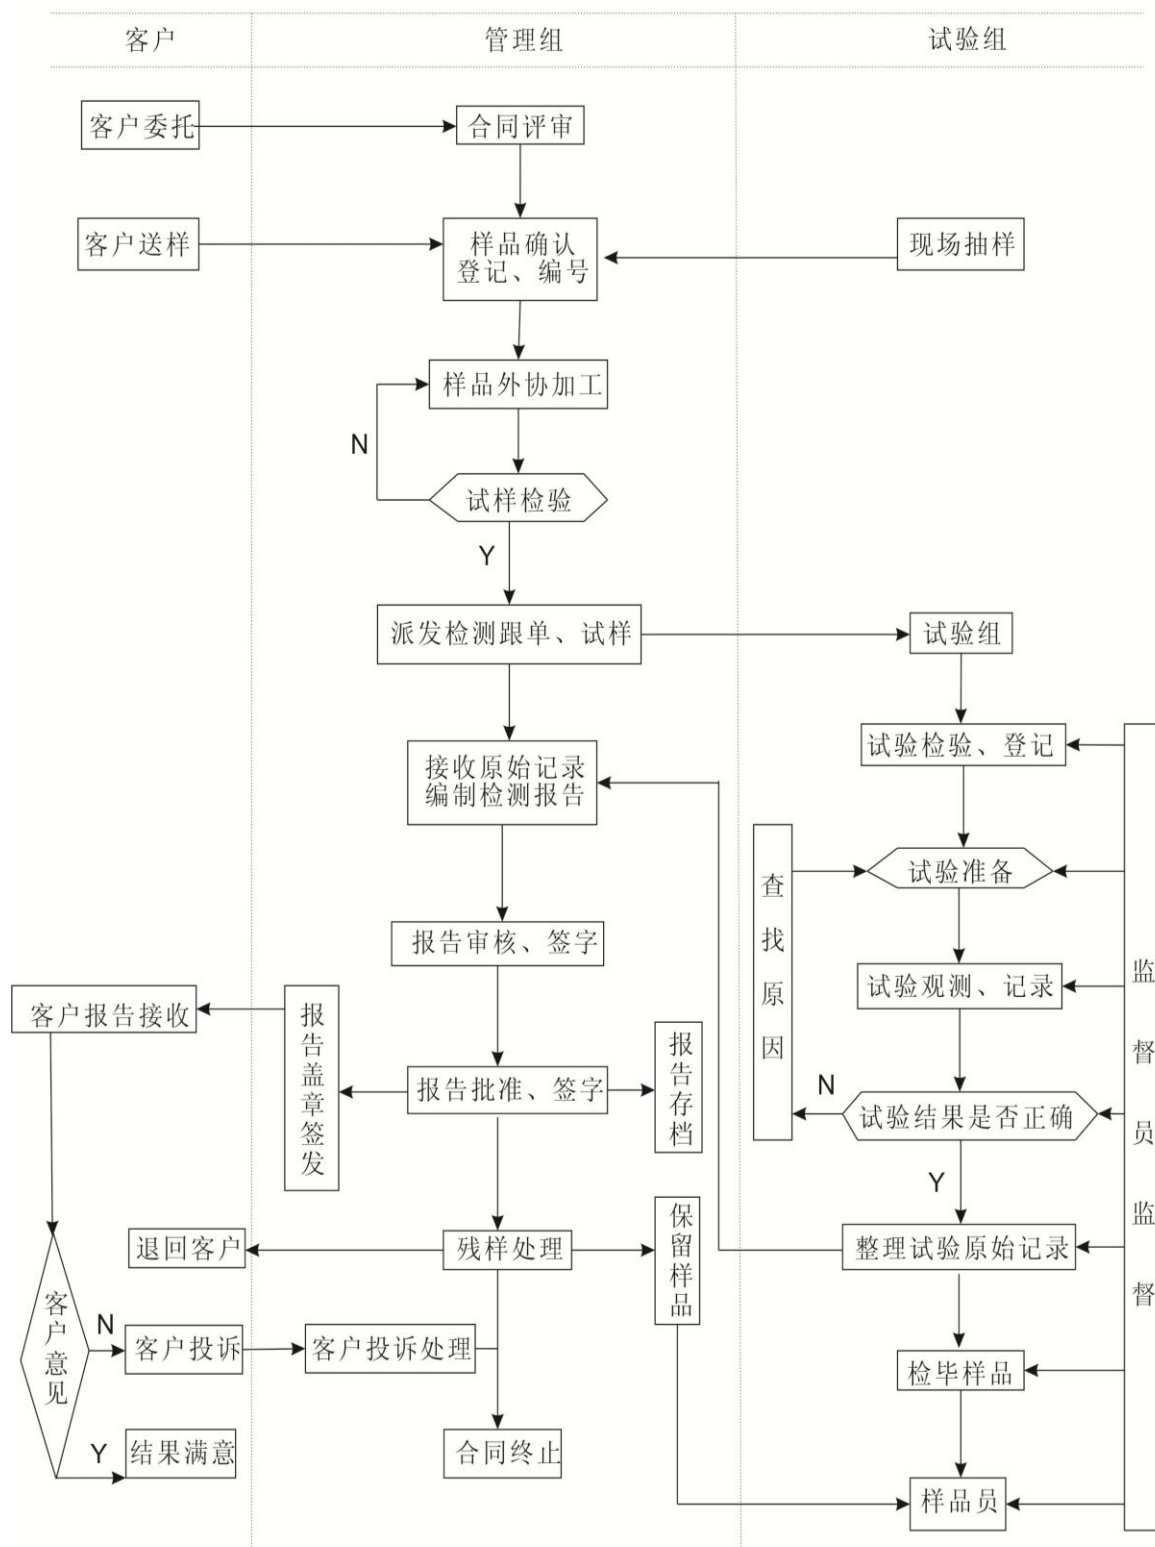 客户
管理组
试验组
客户委托
合同评审
客户送样
样品确认
登记、编号
现场抽样
样品外协加工
N
试样检验
Y
派发检测跟单、试样
试验组
试验检验、登记
接收原始记录
编制检测报告
查找原因
试验准备
报告审核、签字
试验观测、记录
监督员监督
客户报告接收
报告盖章签发
报告批准、签字
报告存档
N
试验结果是否正确
Y
退回客户
残样处理
保留样品
整理试验原始记录
客户意见
N
客户投诉
客户投诉处理
检毕样品
Y
结果满意
合同终止
样品员